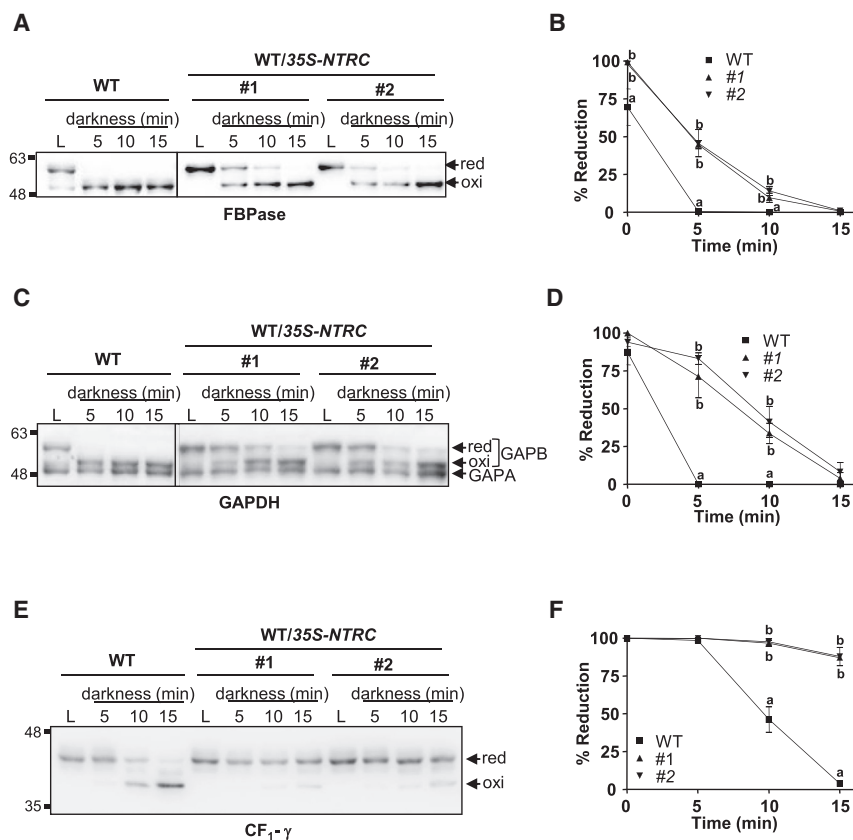 A
WT/35S-NTRC
WT #1 #2
darkness (min) darkness (min) darkness (min)
L 5 10 15 L 5 10 15 L 5 10 15
63
48
red
oxi
FBPase
B
% Reduction
100
75
50
25
0
0 5 10 15
Time (min)
WT
#1
#2
b
b
a
b
b
a
b
b
a
C
WT/35S-NTRC
WT #1 #2
darkness (min) darkness (min) darkness (min)
L 5 10 15 L 5 10 15 L 5 10 15
63
48
red
oxi
GAPB
GAPA
GAPDH
D
% Reduction
100
75
50
25
0
0 5 10 15
Time (min)
WT
#1
#2
b
b
a
b
b
a
E
WT/35S-NTRC
WT #1 #2
darkness (min) darkness (min) darkness (min)
L 5 10 15 L 5 10 15 L 5 10 15
48
35
red
oxi
CF1-γ
F
% Reduction
100
75
50
25
0
0 5 10 15
Time (min)
WT
#1
#2
b
b
a
b
b
a